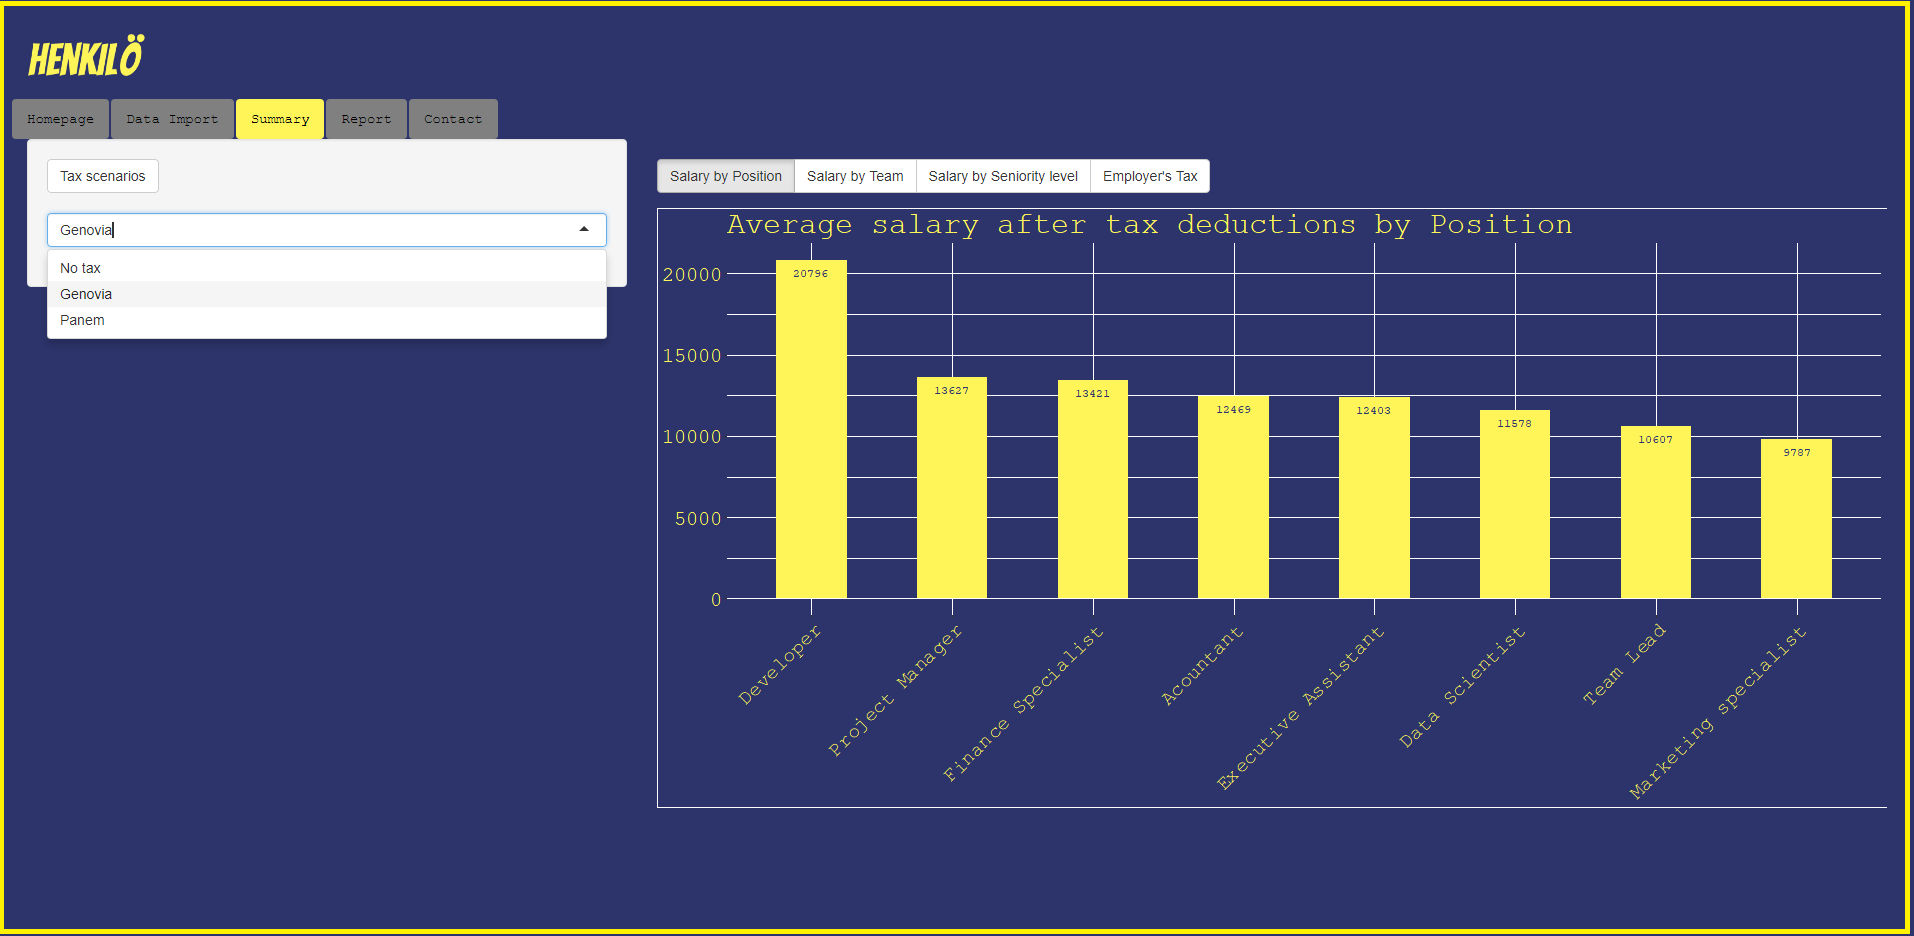 HENKILÖ
Homepage Data Import Summary Report Contact
Tax scenarios
Genovia
No tax
Genovia
Panem
Salary by Position Salary by Team Salary by Seniority level Employer's Tax
Average salary after tax deductions by Position
20000
15000
10000
5000
0
20796
13627
13421
12469
12403
11578
10607
9787
Developer
Project Manager
Finance Specialist
Acountant
Executive Assistant
Data Scientist
Team Lead
Marketing specialist